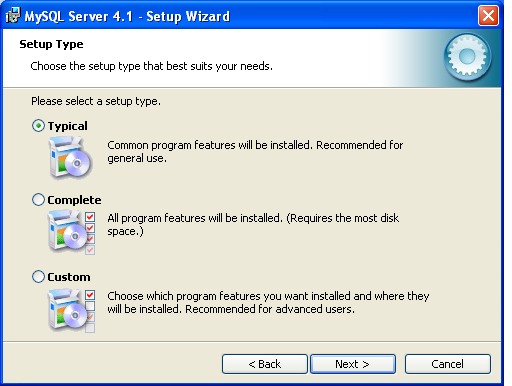 MySQL Server 4.1 - Setup Wizard
Setup Type
Choose the setup type that best suits your needs.
Please select a setup type.
Typical
Common program features will be installed. Recommended for
general use.
Complete
All program features will be installed. (Requires the most disk
space.)
Custom
Choose which program features you want installed and where they
will be installed. Recommended for advanced users.
< Back
Next >
Cancel